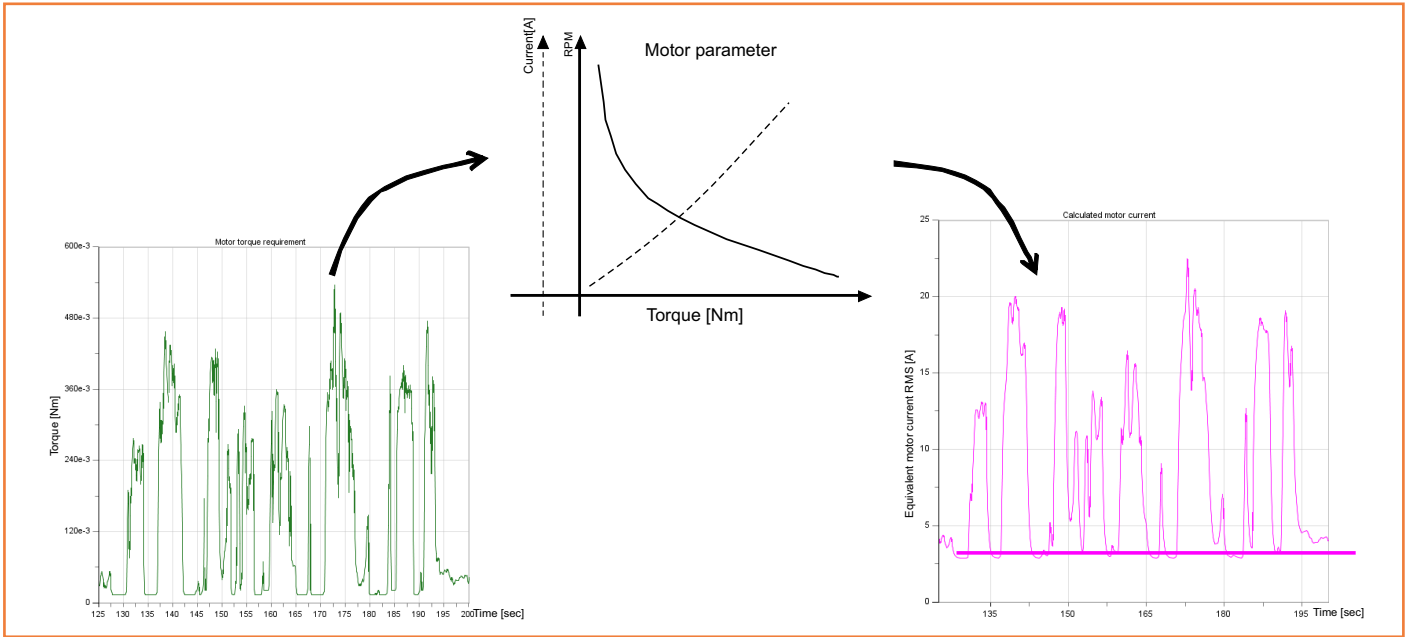 Current[A]
RPM
Motor parameter
Torque [Nm]
Motor torque requirement
600e-3
480e-3
360e-3
240e-3
120e-3
0
Torque [Nm]
125 130 135 140 145 150 155 160 165 170 175 180 185 190 195 200
Time [sec]
Calculated motor current
25
20
15
10
5
0
Equivalent motor current RMS [A]
135 150 165 180 195
Time [sec]